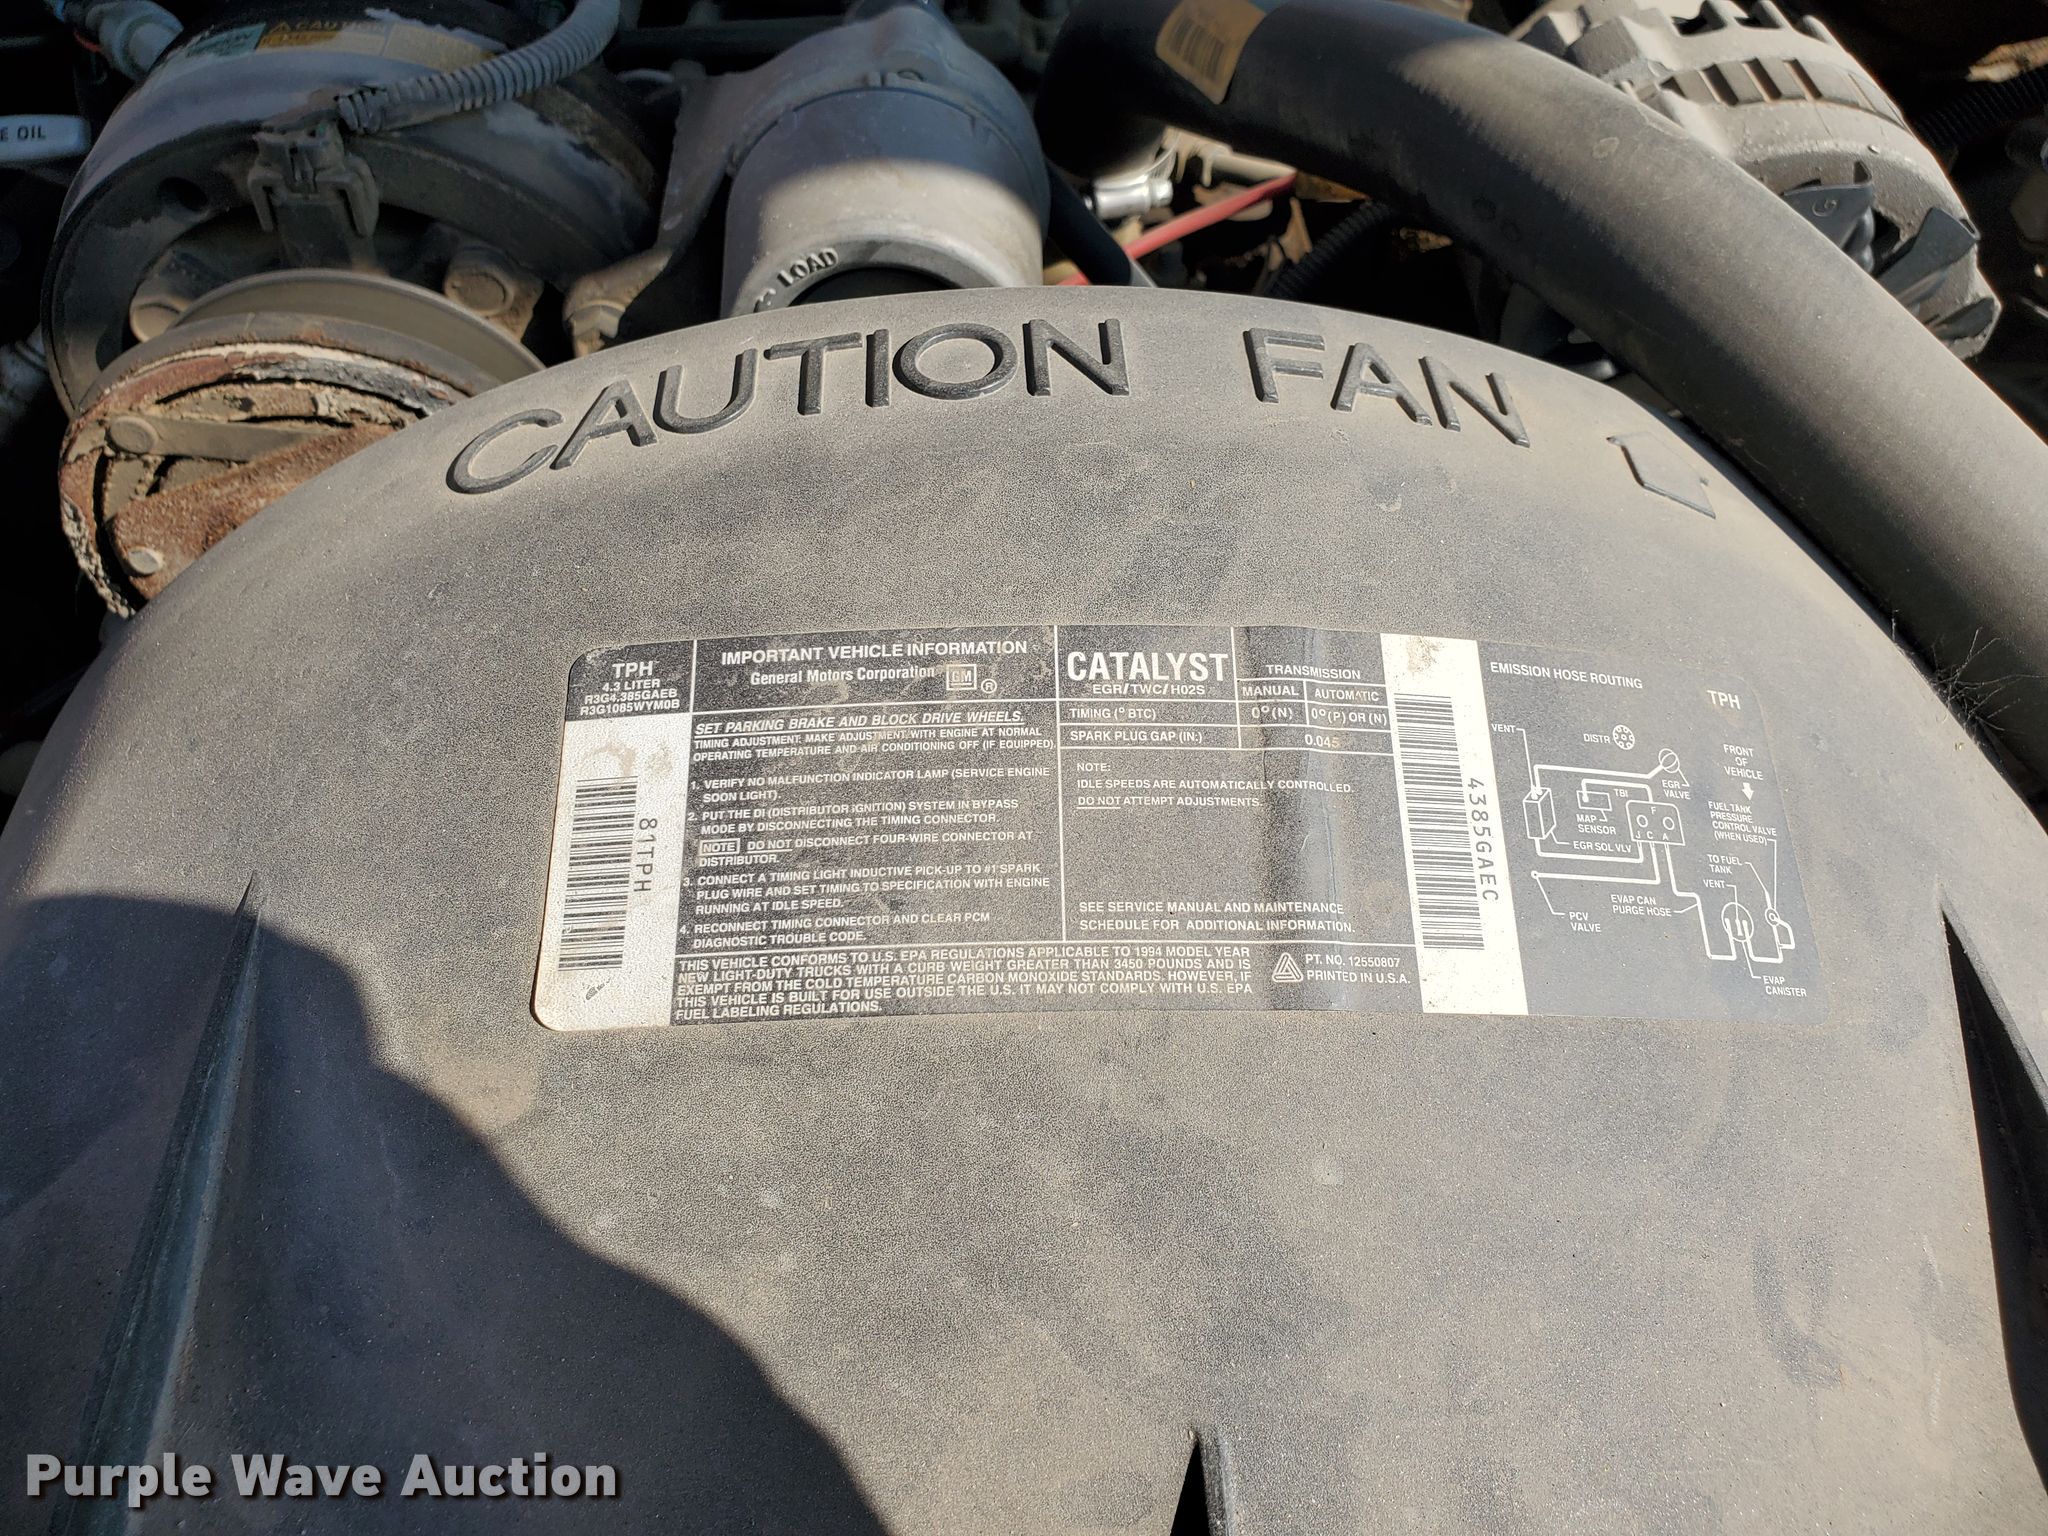 CAUTION
E OIL
LOAD
CAUTION FAN
TPH
4.3 LITER
R3G4.385GAEB
R3G1085WYM0B
IMPORTANT VEHICLE INFORMATION
General Motors Corporation GM ®
SET PARKING BRAKE AND BLOCK DRIVE WHEELS.
TIMING ADJUSTMENT. MAKE ADJUSTMENT WITH ENGINE AT NORMAL
OPERATING TEMPERATURE AND AIR CONDITIONING OFF (IF EQUIPPED).
1. VERIFY NO MALFUNCTION INDICATOR LAMP (SERVICE ENGINE
SOON LIGHT).
2. PUT THE DI (DISTRIBUTOR IGNITION) SYSTEM IN BYPASS
MODE BY DISCONNECTING THE TIMING CONNECTOR.
NOTE DO NOT DISCONNECT FOUR-WIRE CONNECTOR AT
DISTRIBUTOR.
3. CONNECT A TIMING LIGHT INDUCTIVE PICK-UP TO #1 SPARK
PLUG WIRE AND SET TIMING TO SPECIFICATION WITH ENGINE
RUNNING AT IDLE SPEED.
4. RECONNECT TIMING CONNECTOR AND CLEAR PCM
DIAGNOSTIC TROUBLE CODE.
81TPH
CATALYST
EGR/TWC/HO2S
TRANSMISSION
MANUAL AUTOMATIC
TIMING (° BTC) 0° (N) 0° (P) OR (N)
SPARK PLUG GAP (IN.) 0.045
NOTE:
IDLE SPEEDS ARE AUTOMATICALLY CONTROLLED.
DO NOT ATTEMPT ADJUSTMENTS.
SEE SERVICE MANUAL AND MAINTENANCE
SCHEDULE FOR ADDITIONAL INFORMATION.
THIS VEHICLE CONFORMS TO U.S. EPA REGULATIONS APPLICABLE TO 1994 MODEL YEAR
NEW LIGHT-DUTY TRUCKS WITH A CURB WEIGHT GREATER THAN 3450 POUNDS AND IS
EXEMPT FROM THE COLD TEMPERATURE CARBON MONOXIDE STANDARDS. HOWEVER, IF
THIS VEHICLE IS BUILT FOR USE OUTSIDE THE U.S. IT MAY NOT COMPLY WITH U.S. EPA
FUEL LABELING REGULATIONS.
PT. NO. 12550807
PRINTED IN U.S.A.
4385GAEC
EMISSION HOSE ROUTING
TPH
VENT
DISTR
FRONT
OF
VEHICLE
EGR
VALVE
TBI
MAP
SENSOR
F
J C A
EGR SOL VLV
FUEL TANK
PRESSURE
CONTROL VALVE
(WHEN USED)
TO FUEL
TANK
VENT
EVAP CAN
PURGE HOSE
PCV
VALVE
EVAP
CANISTER
Purple Wave Auction